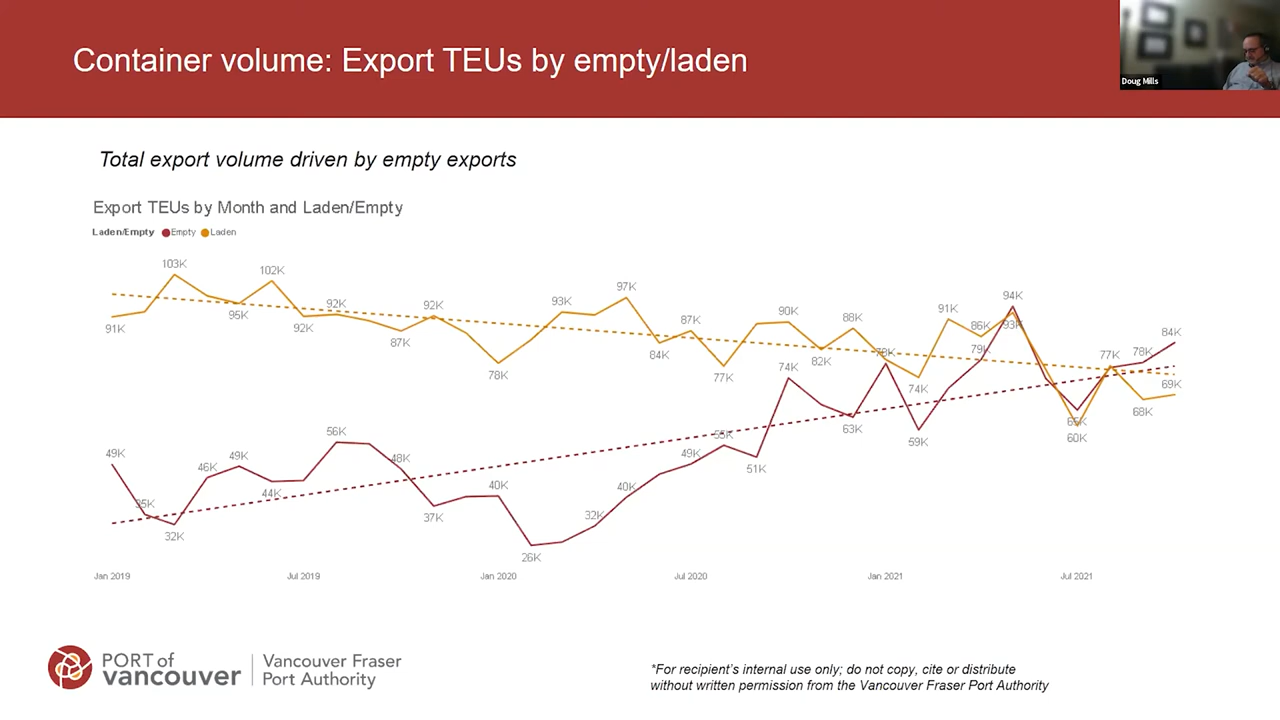 Container volume: Export TEUs by empty/laden
Doug Mills
Total export volume driven by empty exports
Export TEUs by Month and Laden/Empty
Laden/Empty Empty Laden
103K
102K
97K
94K
91K
95K
92K
92K
87K
92K
78K
93K
84K
87K
77K
90K
82K
88K
78K
74K
91K
86K
79K
93K
77K
78K
84K
69K
68K
65K
60K
49K
35K
32K
46K
49K
44K
56K
48K
37K
40K
26K
32K
40K
49K
55K
51K
74K
63K
59K
Jan 2019 Jul 2019 Jan 2020 Jul 2020 Jan 2021 Jul 2021
PORT of
vancouver
Vancouver Fraser
Port Authority
*For recipient's internal use only; do not copy, cite or distribute
without written permission from the Vancouver Fraser Port Authority